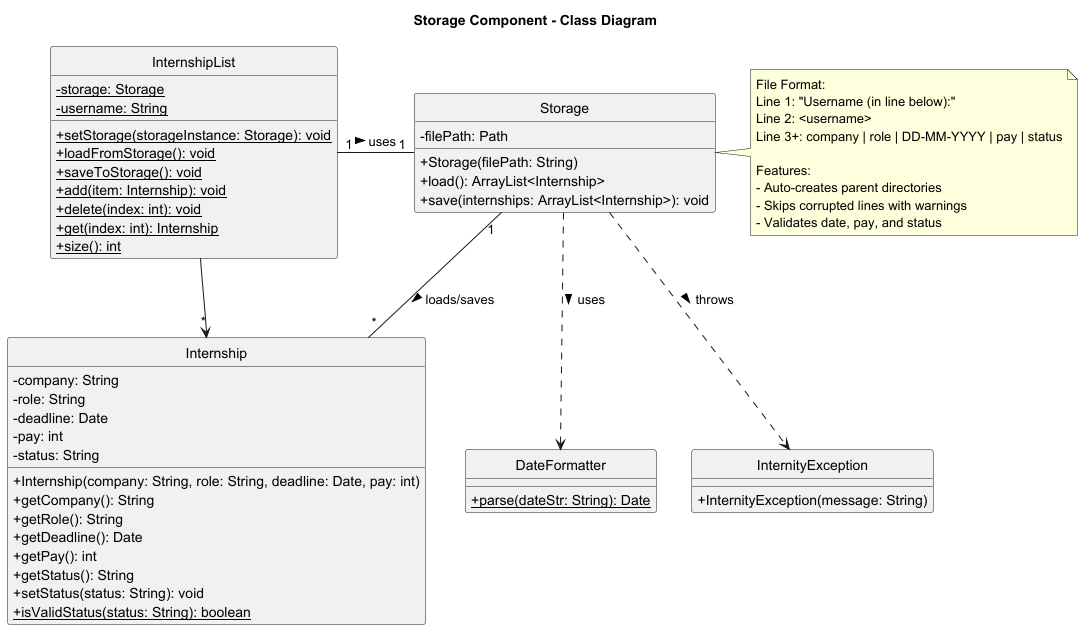 Storage Component - Class Diagram
InternshipList
-storage: Storage
-username: String
+setStorage(storageInstance: Storage): void
+loadFromStorage(): void
+saveToStorage(): void
+add(item: Internship): void
+delete(index: int): void
+get(index: int): Internship
+size(): int
1 uses 1
Storage
-filePath: Path
+Storage(filePath: String)
+load(): ArrayList<Internship>
+save(internships: ArrayList<Internship>): void
File Format:
Line 1: "Username (in line below):"
Line 2: <username>
Line 3+: company | role | DD-MM-YYYY | pay | status
Features:
- Auto-creates parent directories
- Skips corrupted lines with warnings
- Validates date, pay, and status
1
loads/saves
uses
throws
*
*
Internship
-company: String
-role: String
-deadline: Date
-pay: int
-status: String
+Internship(company: String, role: String, deadline: Date, pay: int)
+getCompany(): String
+getRole(): String
+getDeadline(): Date
+getPay(): int
+getStatus(): String
+setStatus(status: String): void
+isValidStatus(status: String): boolean
DateFormatter
+parse(dateStr: String): Date
InternityException
+InternityException(message: String)